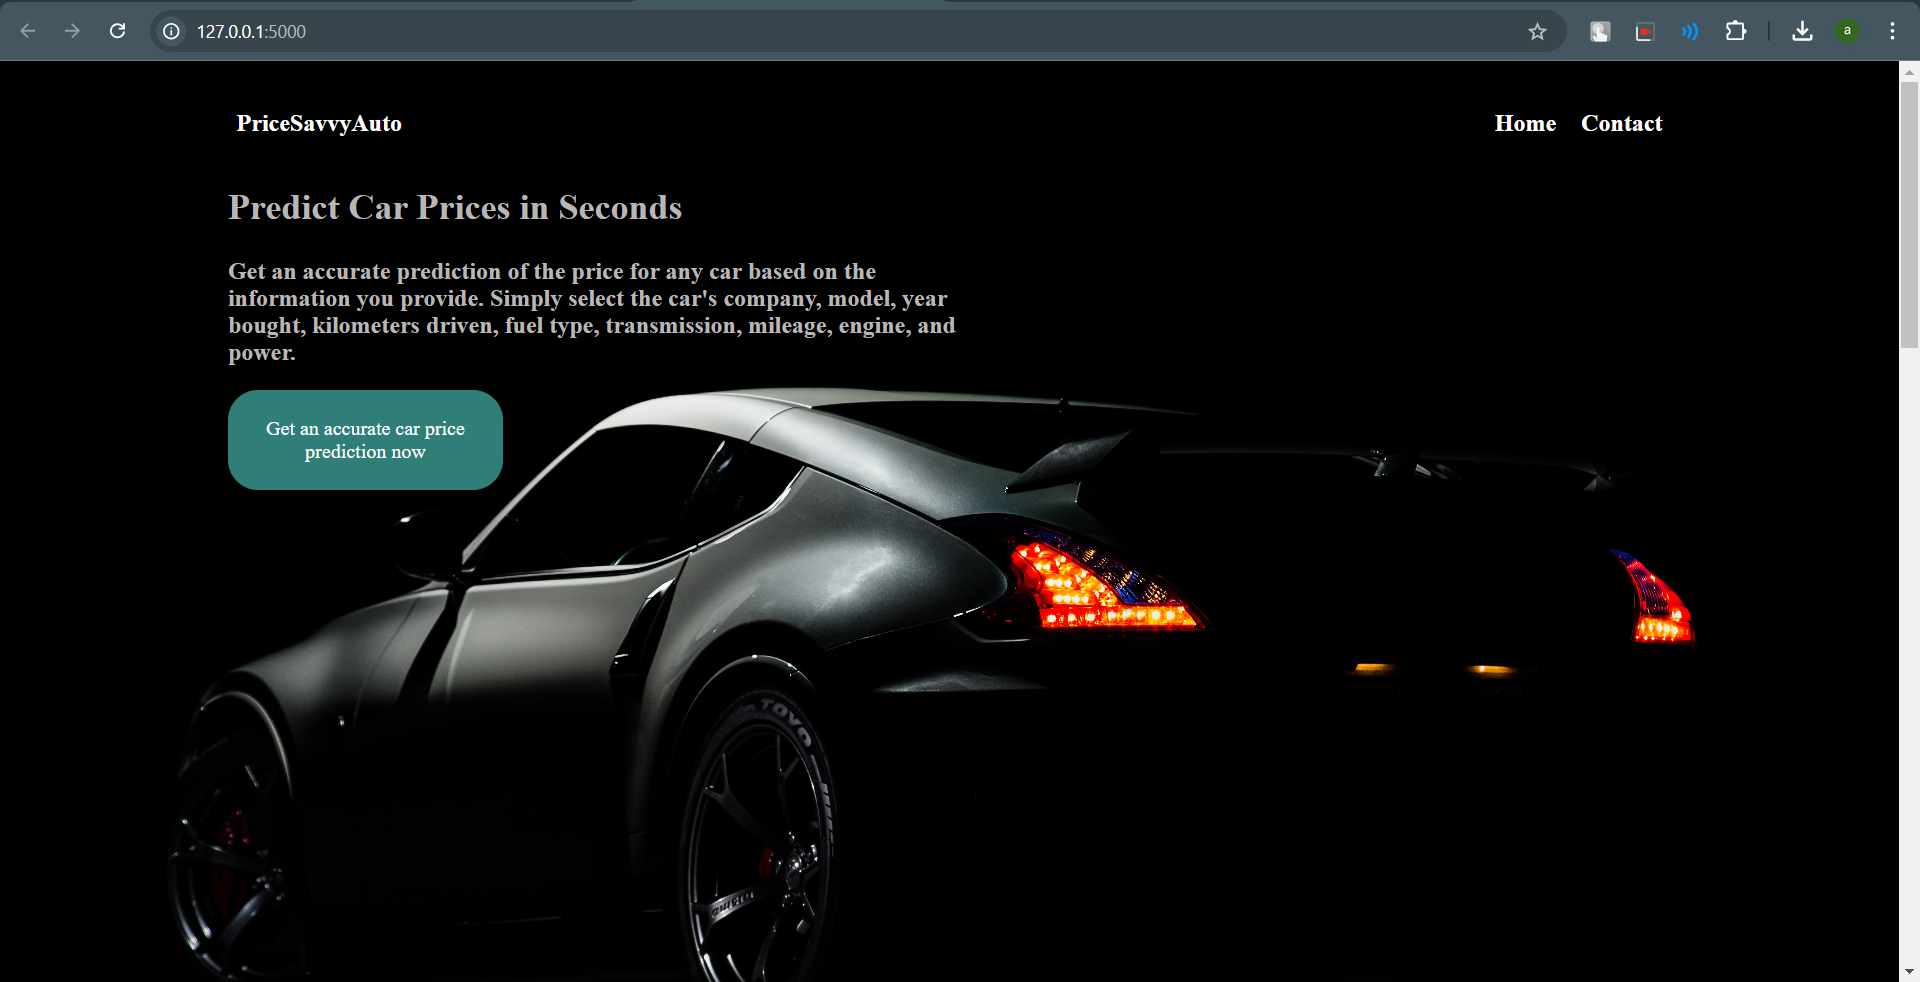 127.0.0.1:5000
a
PriceSavvyAuto
Home Contact
Predict Car Prices in Seconds
Get an accurate prediction of the price for any car based on the
information you provide. Simply select the car's company, model, year
bought, kilometers driven, fuel type, transmission, mileage, engine, and
power.
Get an accurate car price
prediction now
TOYO